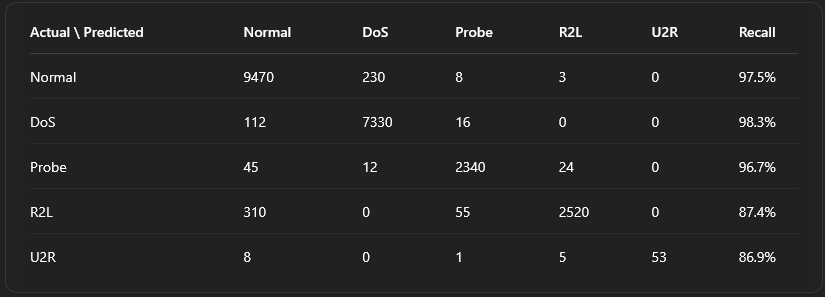 Actual \ Predicted Normal DoS Probe R2L U2R Recall
Normal 9470 230 8 3 0 97.5%
DoS 112 7330 16 0 0 98.3%
Probe 45 12 2340 24 0 96.7%
R2L 310 0 55 2520 0 87.4%
U2R 8 0 1 5 53 86.9%